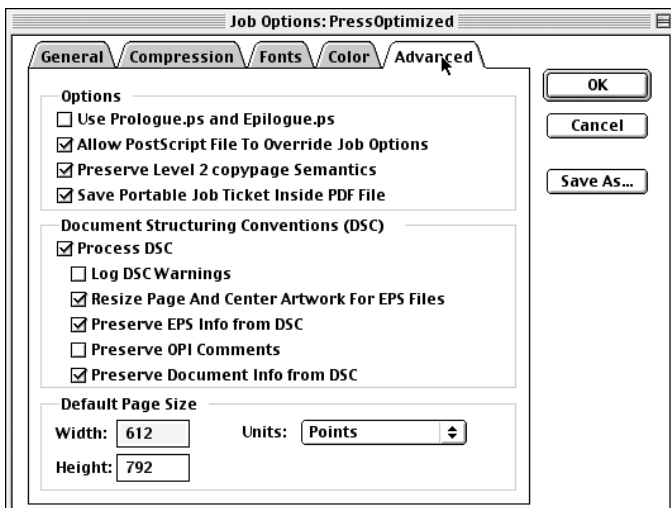 Job Options: PressOptimized
General Compression Fonts Color Advanced
OK
Cancel
Save As...
Options
Use Prologue.ps and Epilogue.ps
Allow PostScript File To Override Job Options
Preserve Level 2 copypage Semantics
Save Portable Job Ticket Inside PDF File
Document Structuring Conventions (DSC)
Process DSC
Log DSC Warnings
Resize Page And Center Artwork For EPS Files
Preserve EPS Info from DSC
Preserve OPI Comments
Preserve Document Info from DSC
Default Page Size
Width: 612 Units: Points
Height: 792